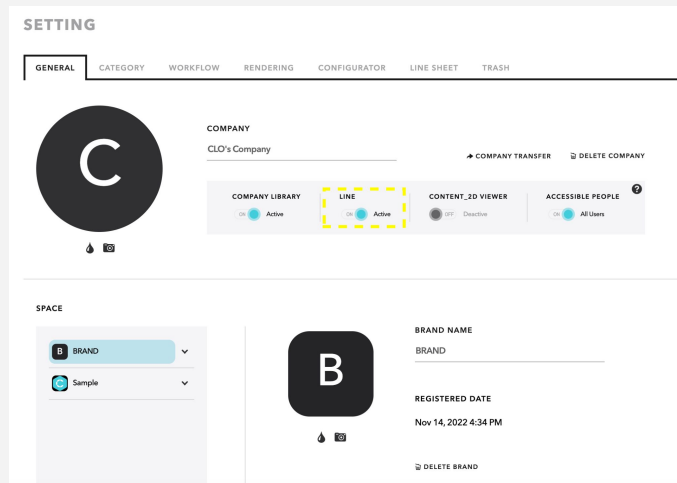 SETTING
GENERAL CATEGORY WORKFLOW RENDERING CONFIGURATOR LINE SHEET TRASH
C
COMPANY
CLO's Company
COMPANY TRANSFER DELETE COMPANY
COMPANY LIBRARY LINE CONTENT_2D VIEWER ACCESSIBLE PEOPLE ?
ON Active ON Active OFF Deactive ON All Users
SPACE
B BRAND
C Sample
B
BRAND NAME
BRAND
REGISTERED DATE
Nov 14, 2022 4:34 PM
DELETE BRAND